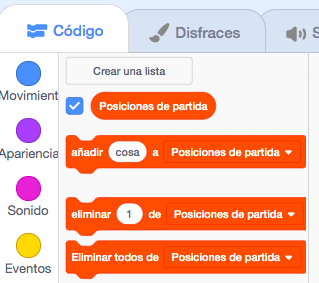 Código
Disfraces
S
Crear una lista
Movimient
Posiciones de partida
Apariencia
añadir cosa a Posiciones de partida
Sonido
eliminar 1 de Posiciones de partida
Eventos
Eliminar todos de Posiciones de partida